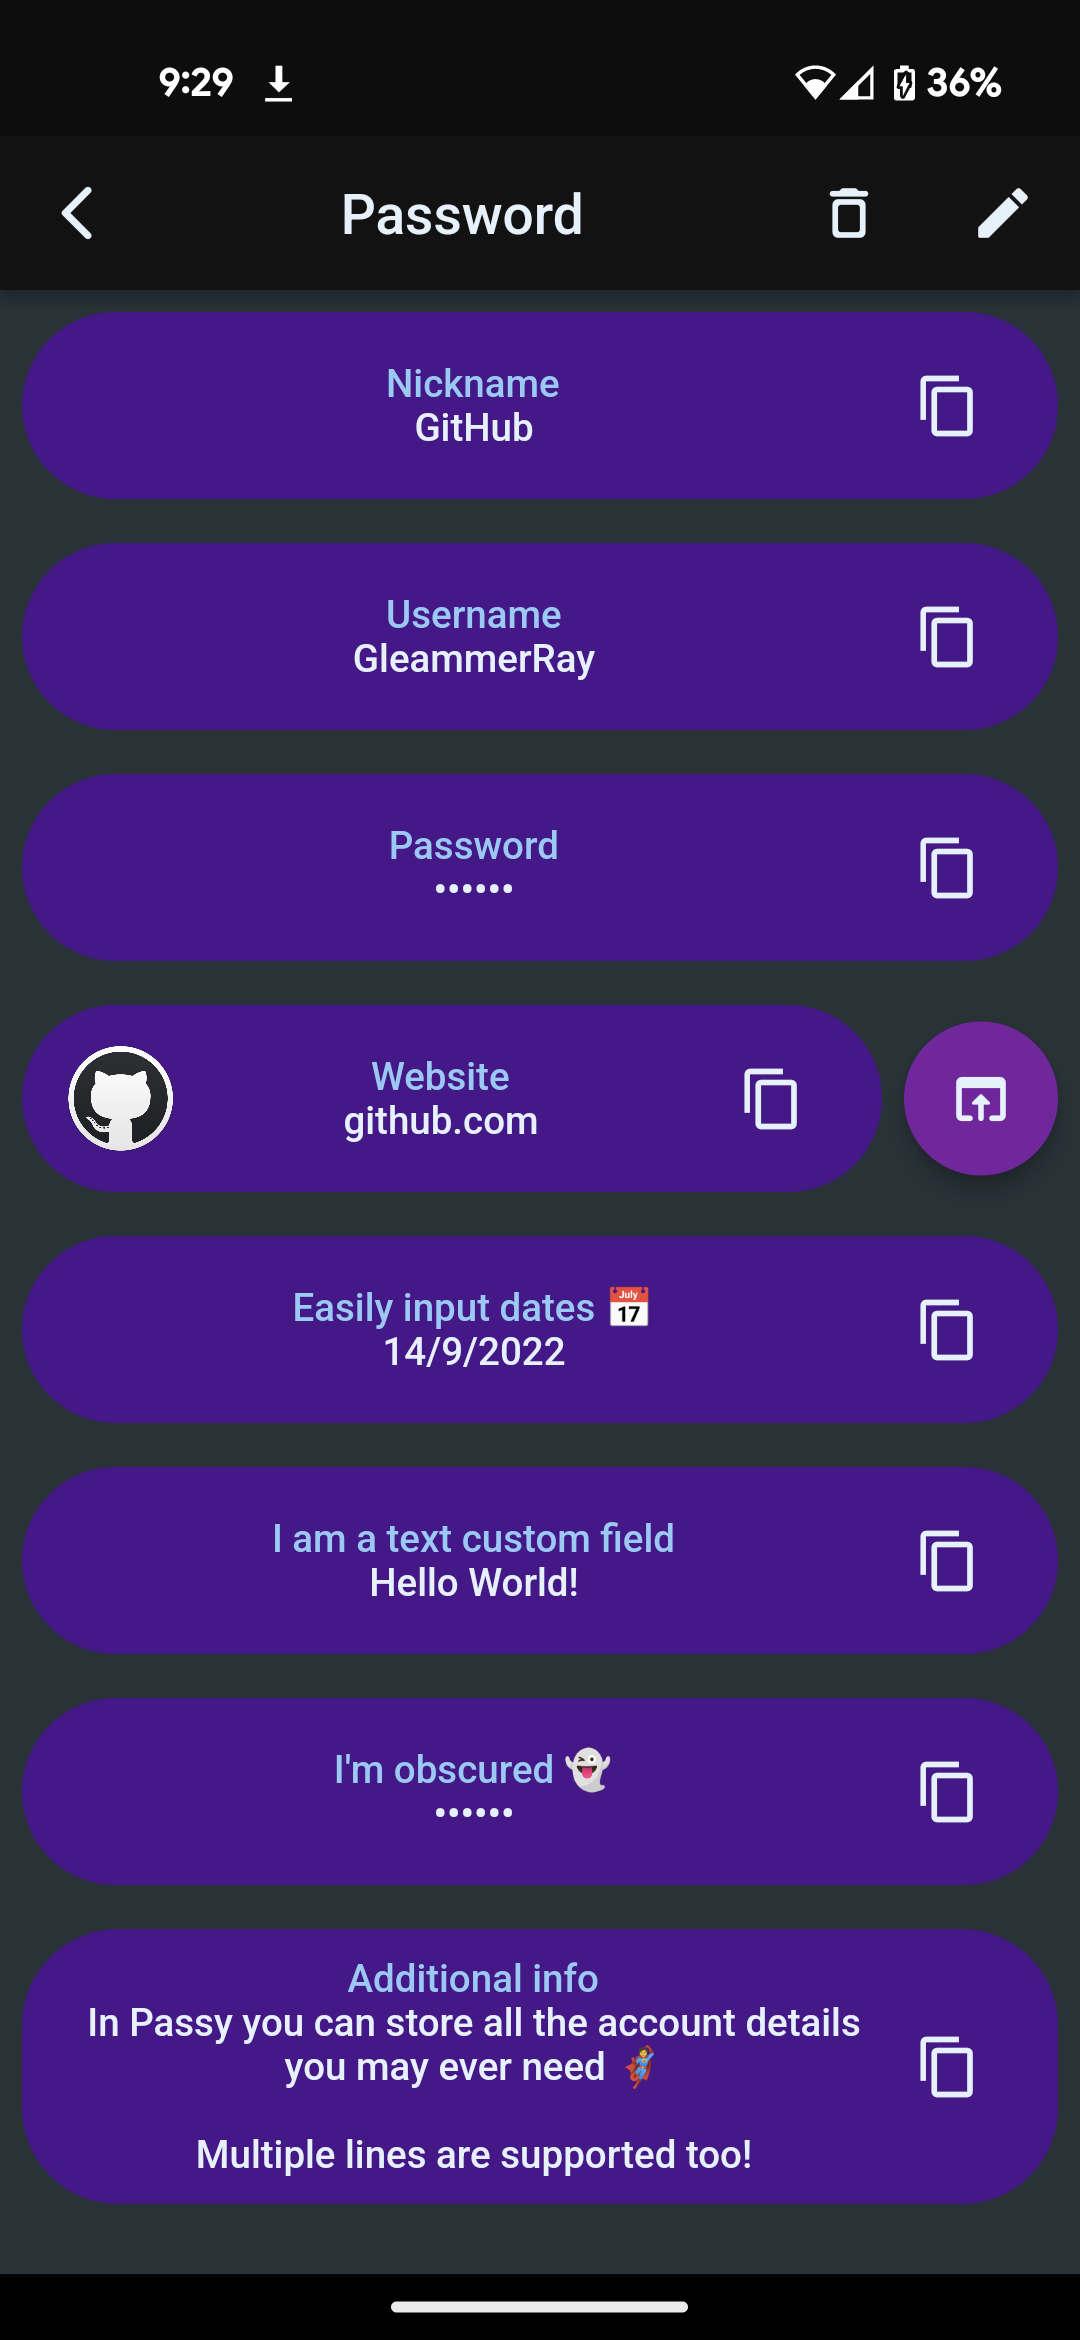 9:29
36%
Password
Nickname
GitHub
Username
GleammerRay
Password
••••••
Website
github.com
Easily input dates 📅
14/9/2022
I am a text custom field
Hello World!
I'm obscured 👻
••••••
Additional info
In Passy you can store all the account details
you may ever need 🦸
Multiple lines are supported too!